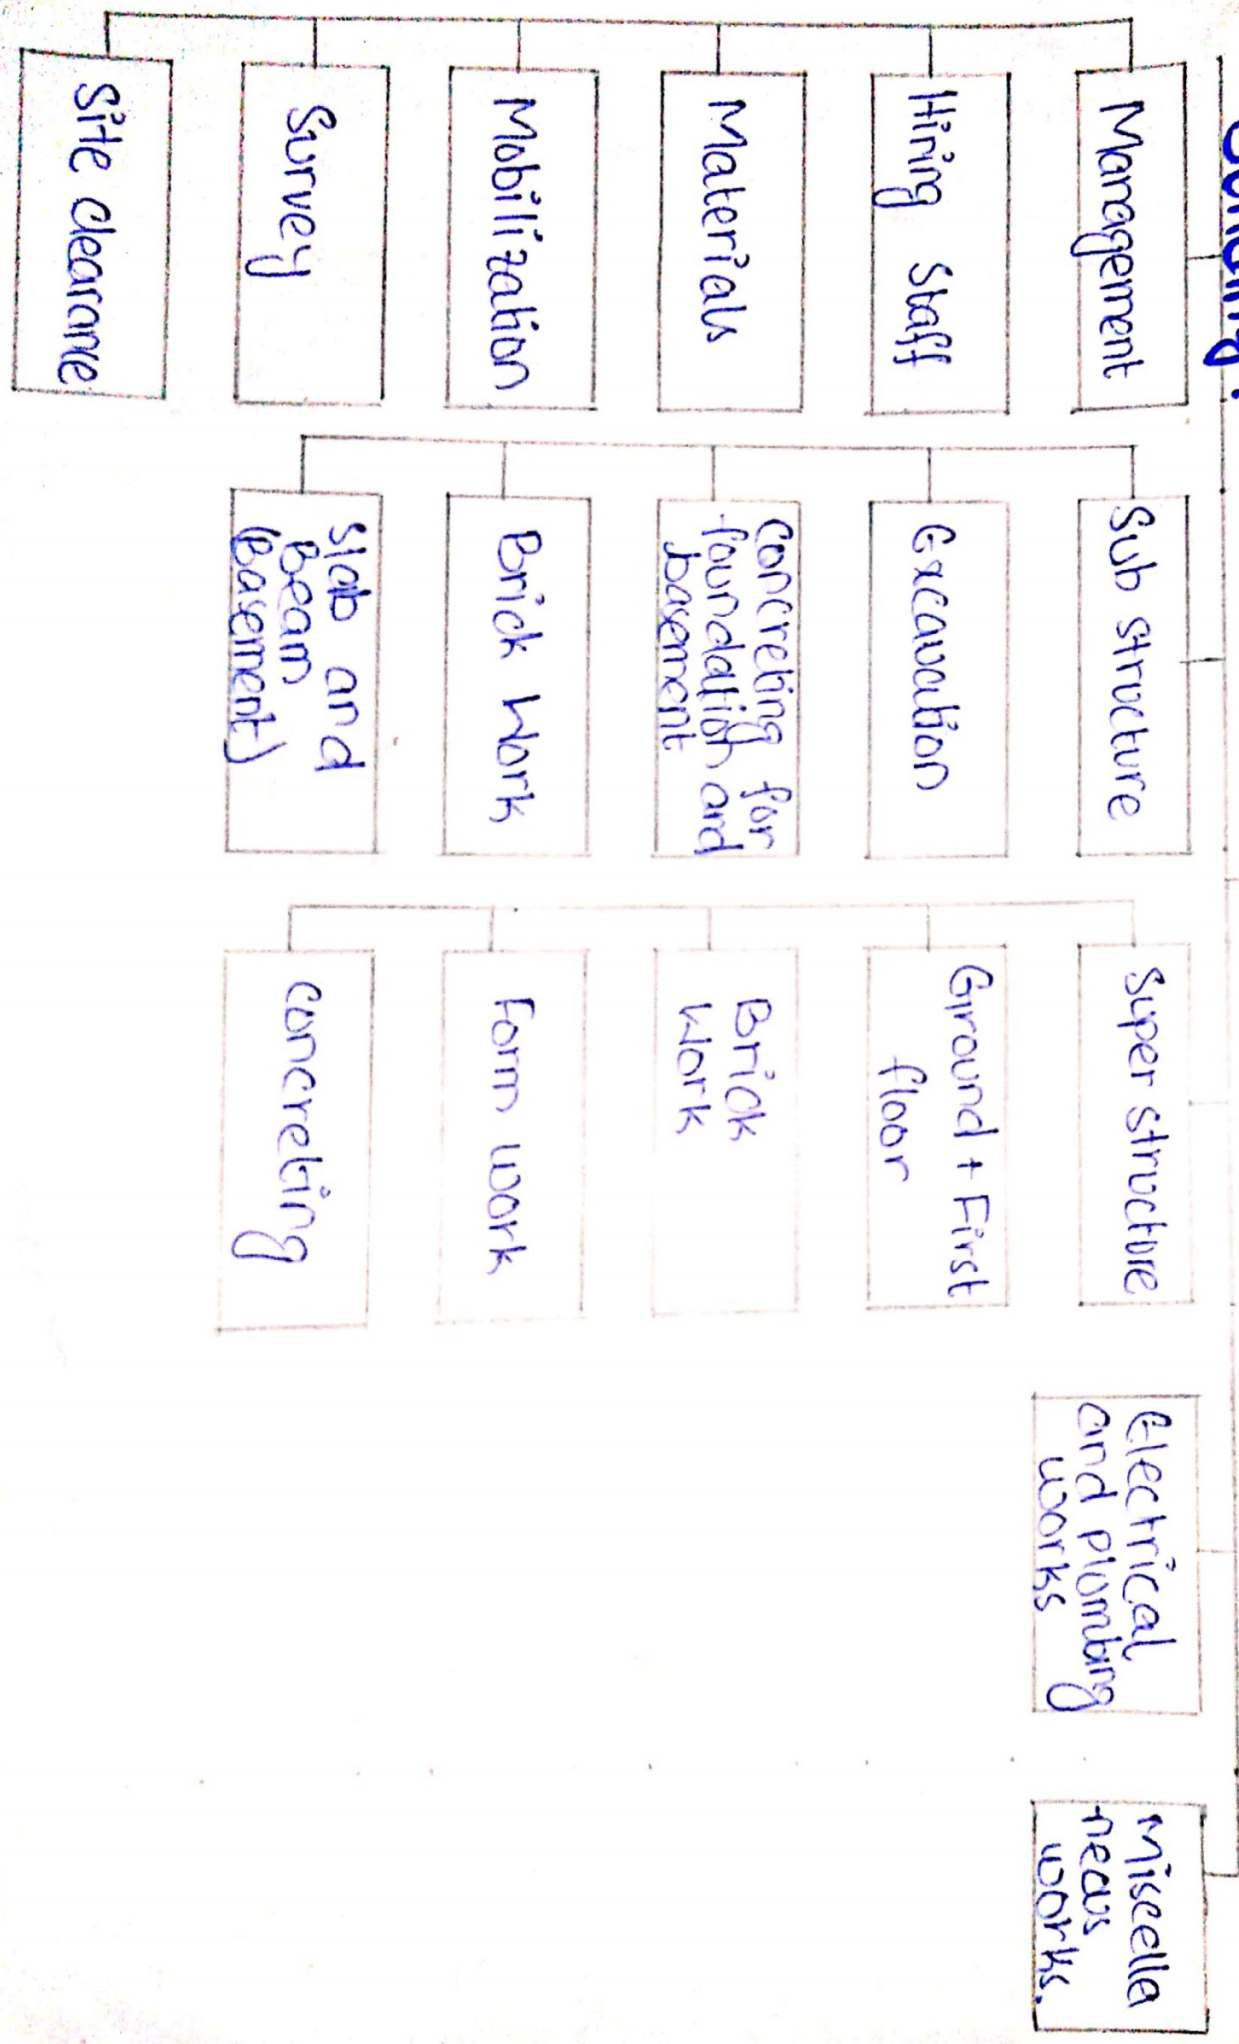 Management
Hiring Staff
Materials
Mobilization
Survey
Site clearance
Sub structure
Excavation
Concreting for
foundation and
basement
Brick Work
Slab and
Beam
(Basement)
Super structure
Ground + First
floor
Brick
Work
Form work
concreting
Electrical
and plumbing
works
Miscella
-neous
works.